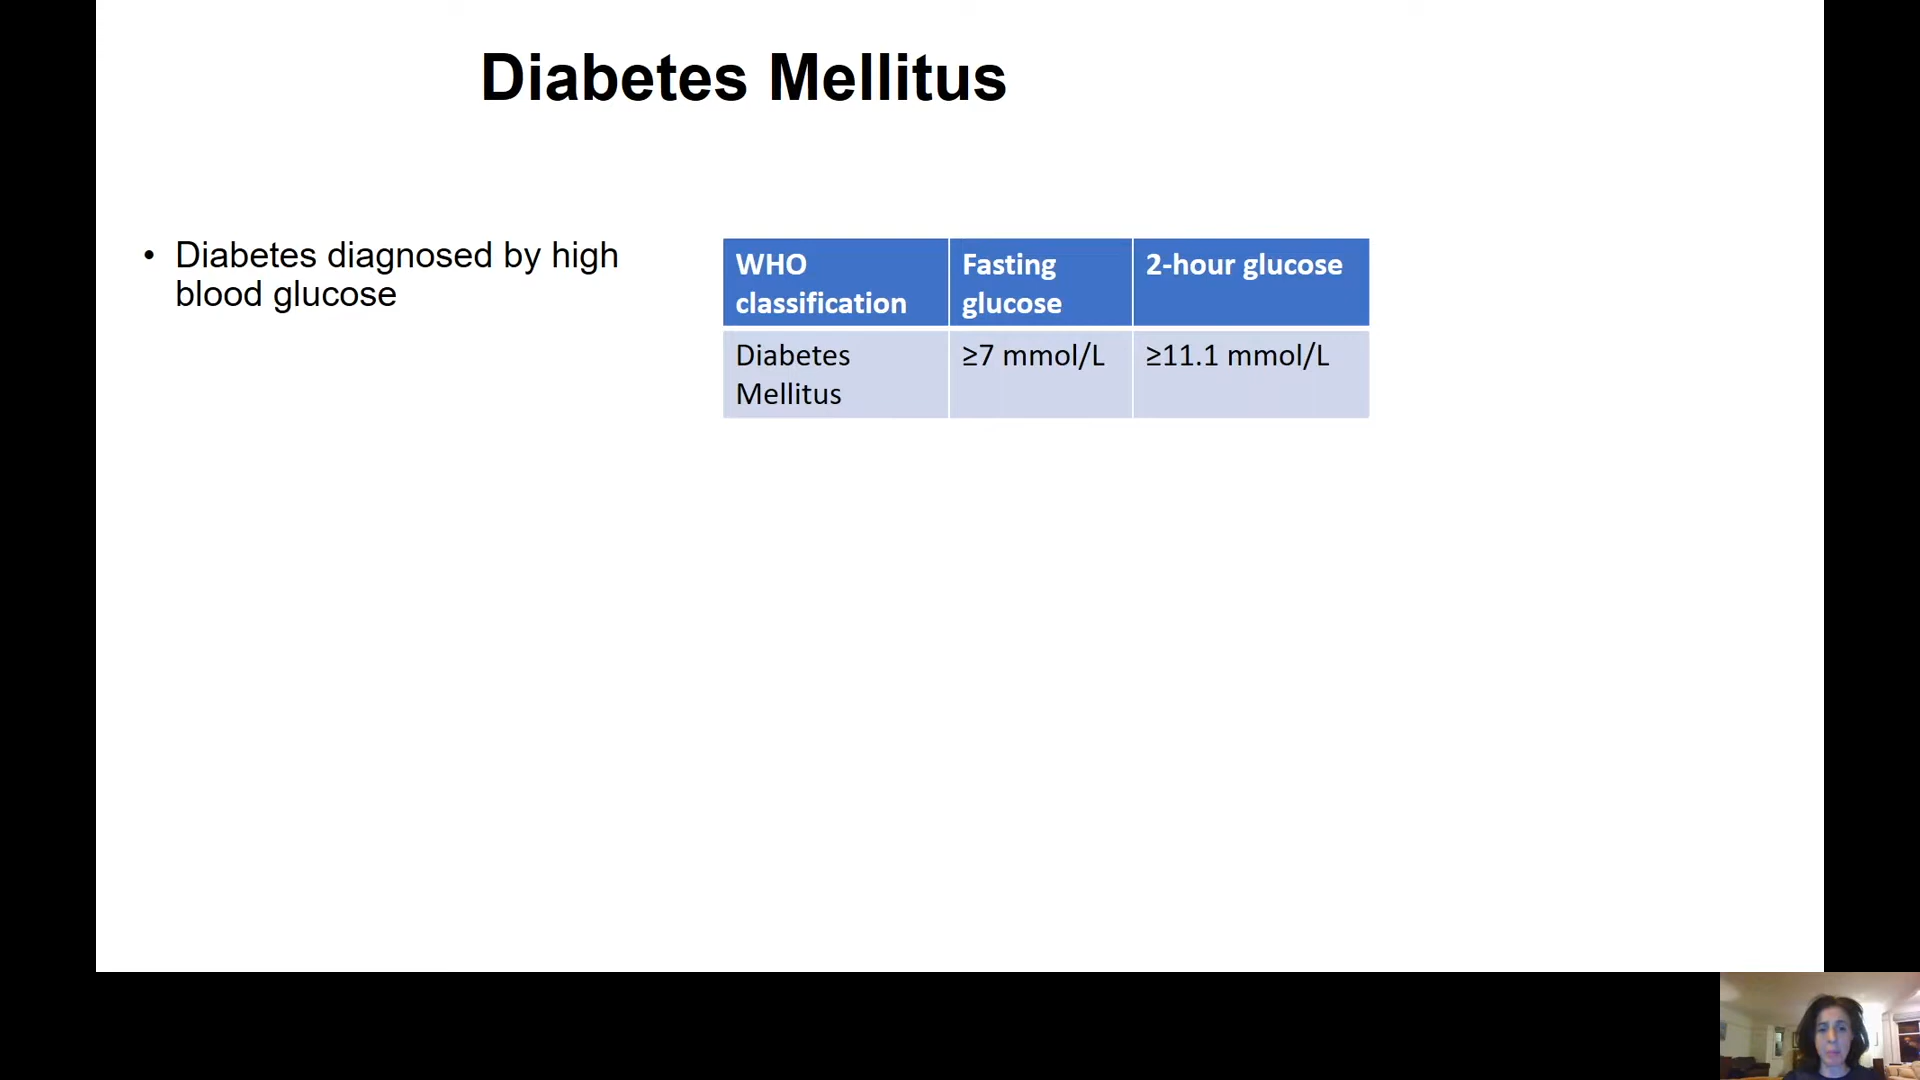 Diabetes Mellitus
• Diabetes diagnosed by high
blood glucose
WHO
classification
Fasting
glucose
2-hour glucose
Diabetes
Mellitus
≥7 mmol/L
≥11.1 mmol/L